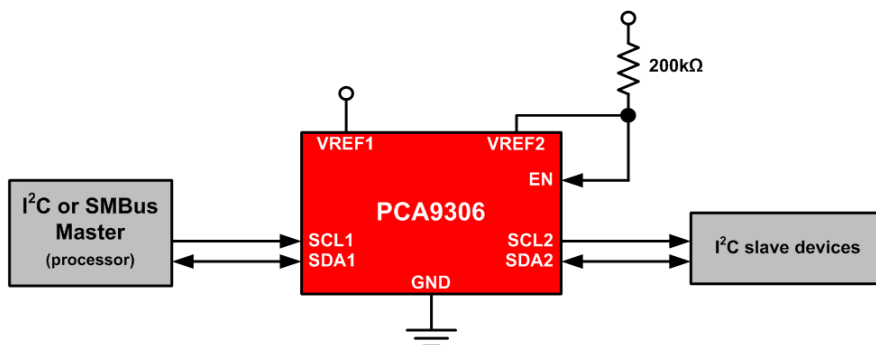 200kΩ
VREF1
VREF2
EN
I²C or SMBus
Master
(processor)
PCA9306
SCL1
SCL2
SDA1
SDA2
I²C slave devices
GND